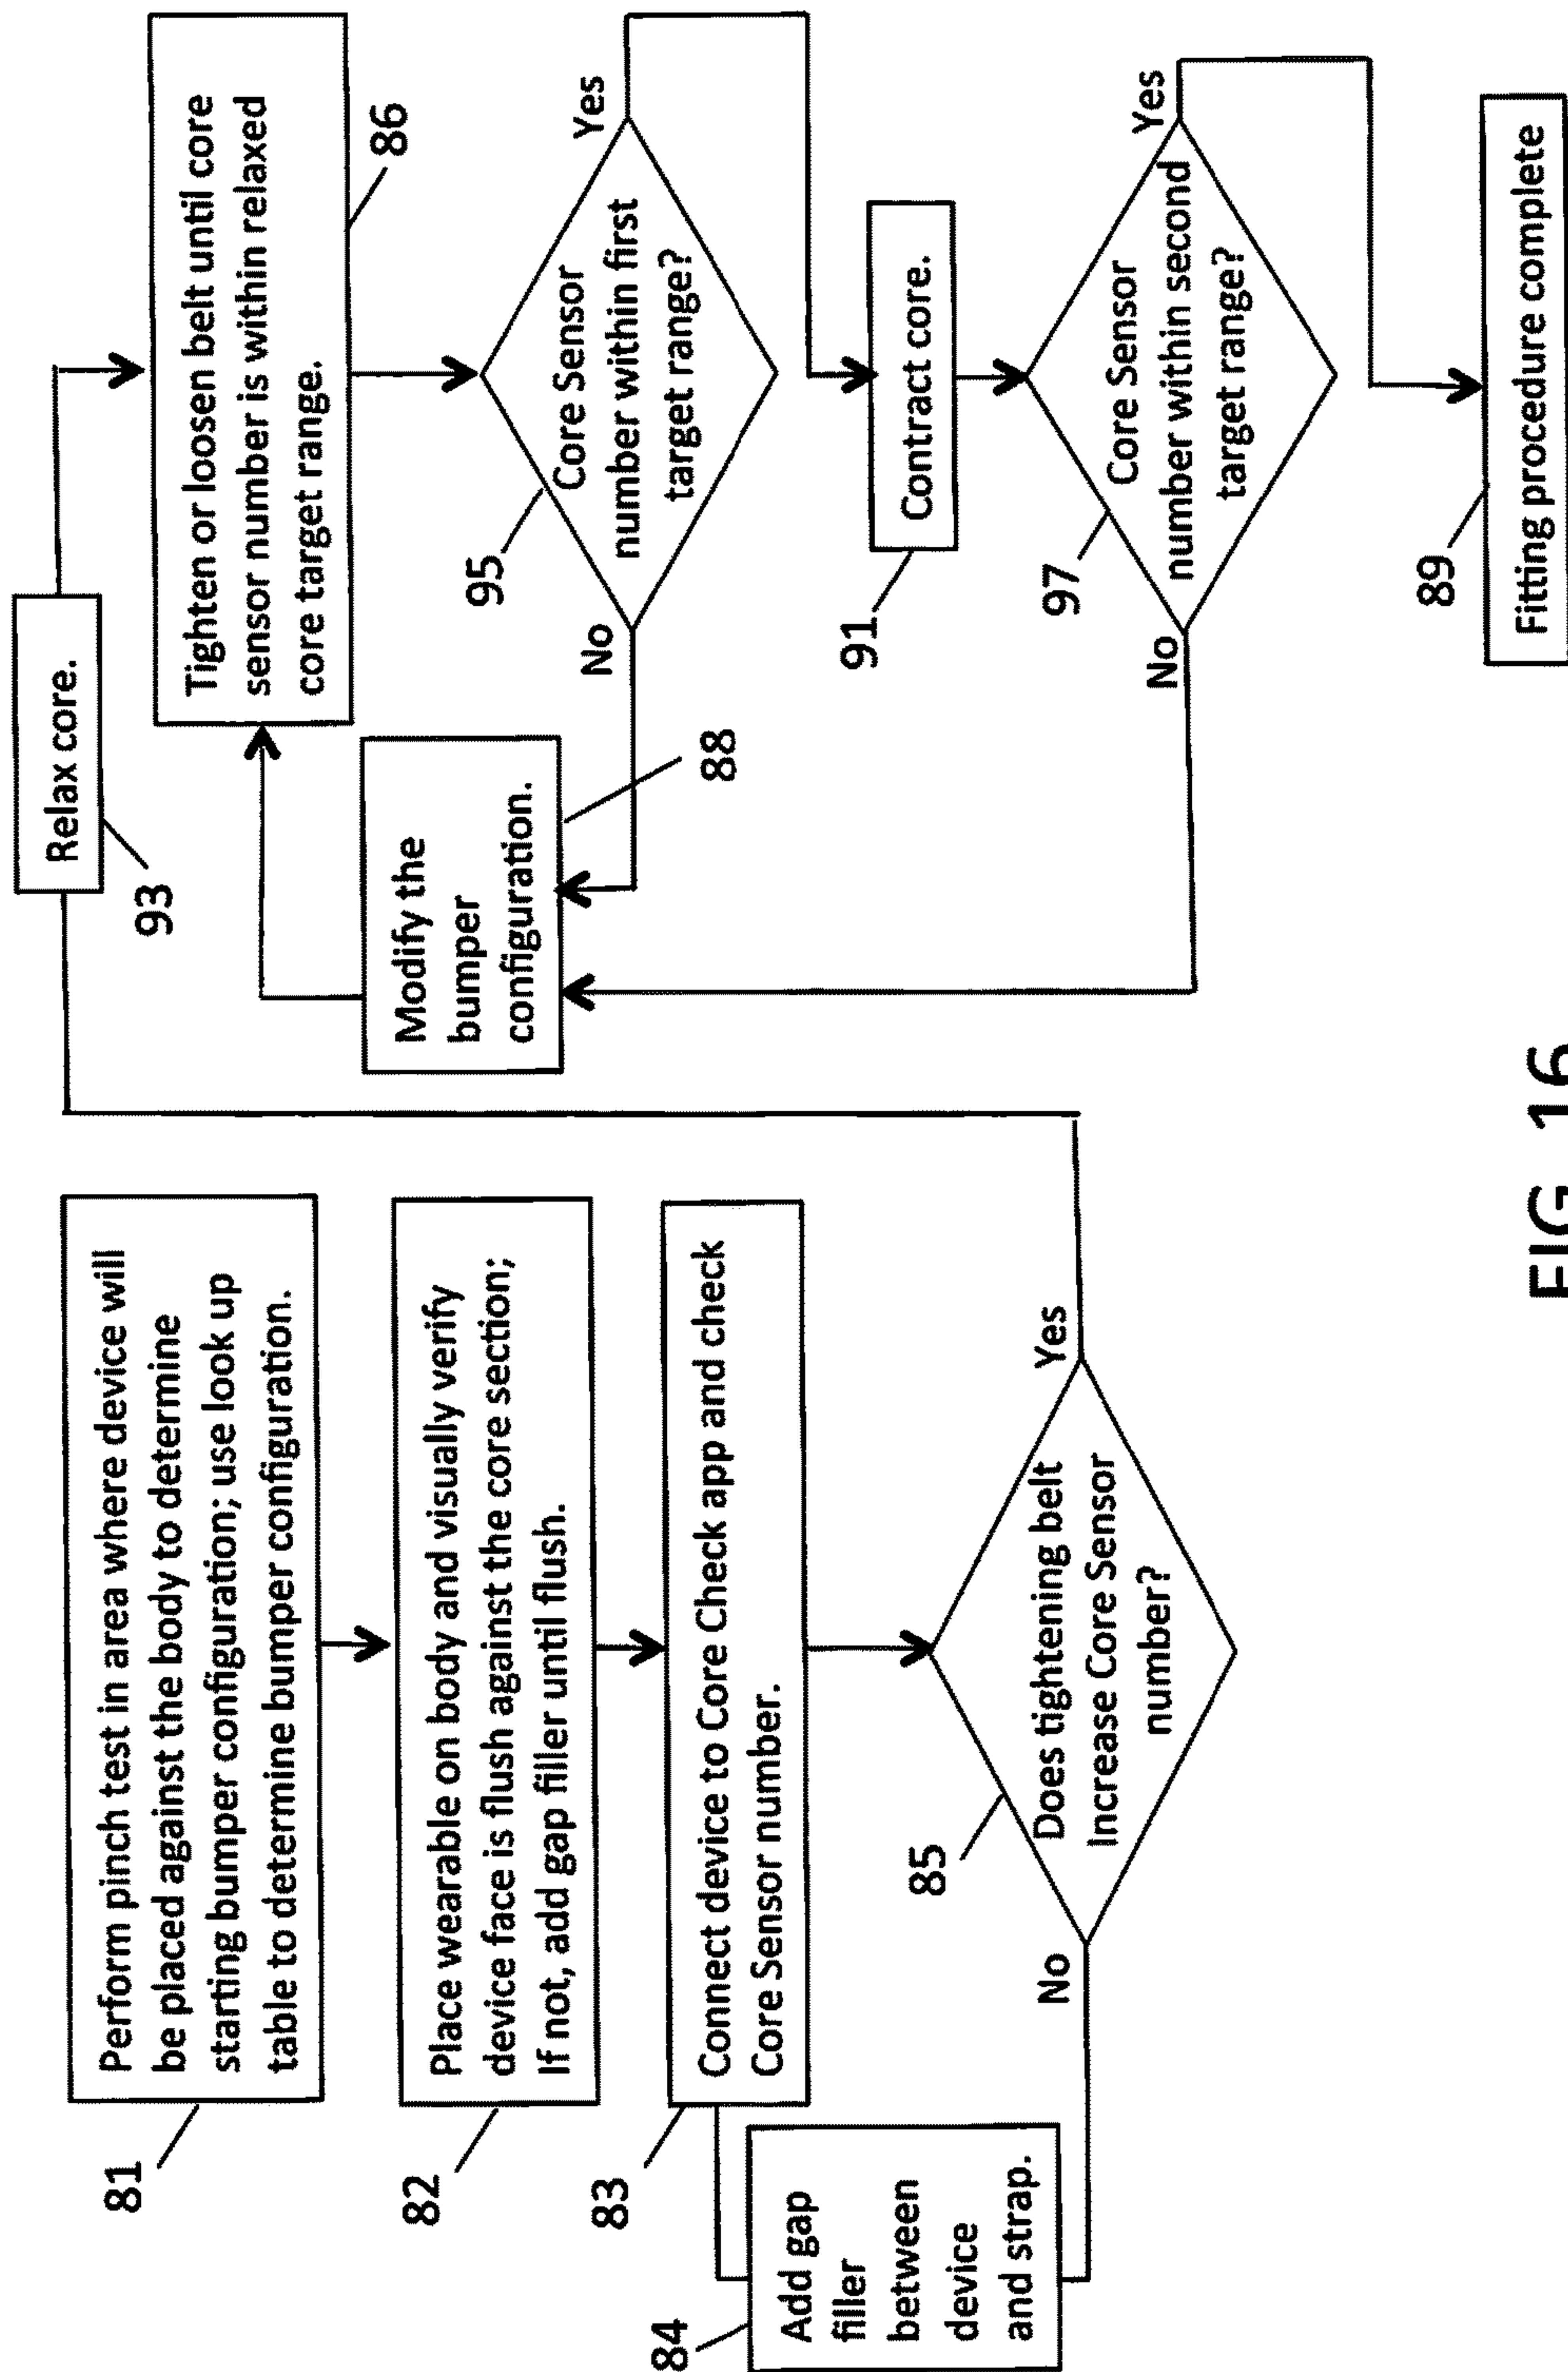 81
Perform pinch test in area where device will
be placed against the body to determine
starting bumper configuration; use look up
table to determine bumper configuration.
82
Place wearable on body and visually verify
device face is flush against the core section;
If not, add gap filler until flush.
83
Connect device to Core Check app and check
Core Sensor number.
84
Add gap
filler
between
device
and strap.
85
Does tightening belt
Increase Core Sensor
number?
No
Yes
93
Relax core.
Tighten or loosen belt until core
sensor number is within relaxed
core target range.
86
Modify the
bumper
configuration.
88
95
Core Sensor
number within first
target range?
No
Yes
91
Contract core.
97
Core Sensor
number within second
target range?
No
Yes
89
Fitting procedure complete
FIG. 16